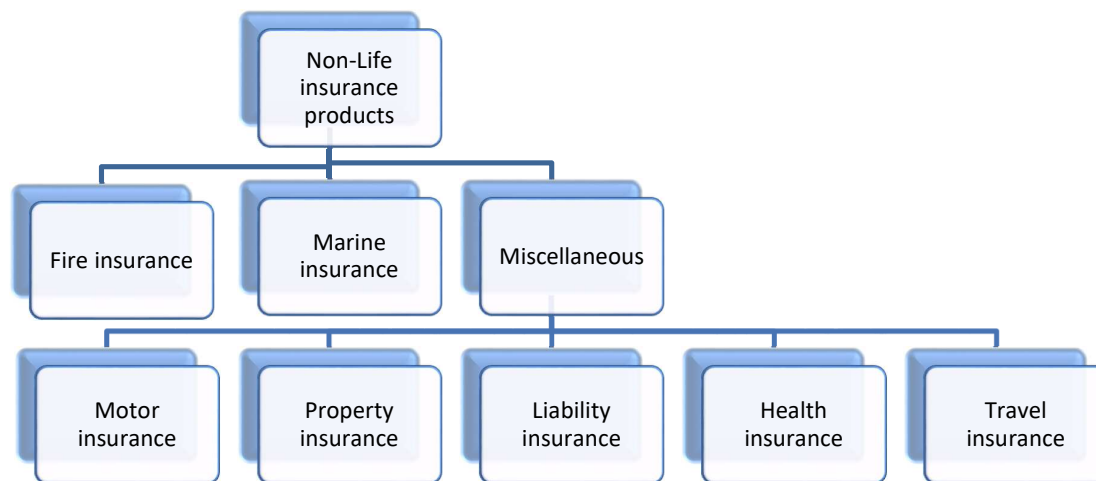 Non-Life
insurance
products
Fire insurance
Marine
insurance
Miscellaneous
Motor
insurance
Property
insurance
Liability
insurance
Health
insurance
Travel
insurance